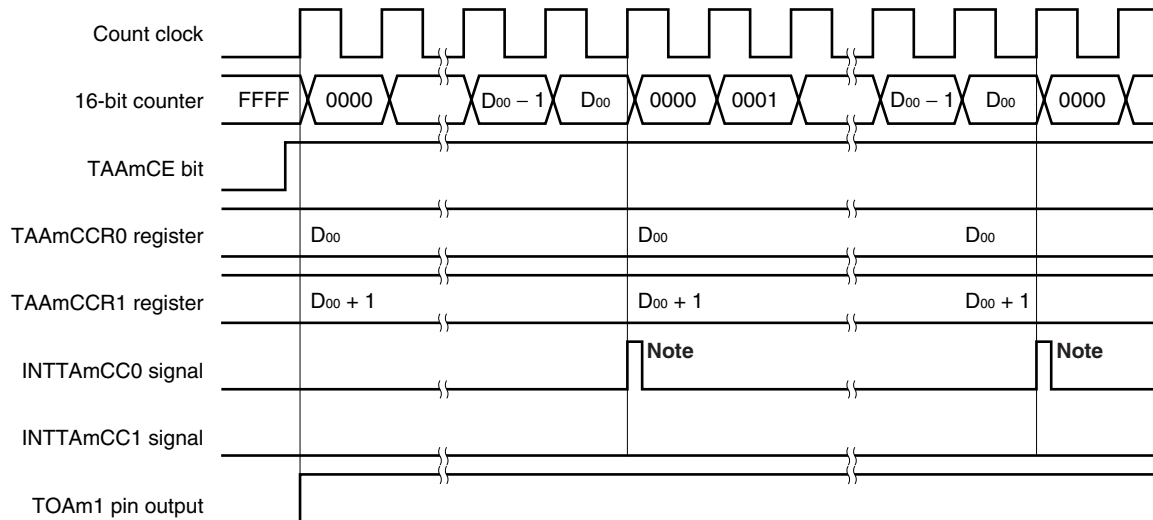 Count clock
16-bit counter FFFF 0000 D00 − 1 D00 0000 0001 D00 − 1 D00 0000
TAAmCE bit
TAAmCCR0 register D00 D00 D00
TAAmCCR1 register D00 + 1 D00 + 1 D00 + 1
INTTAmCC0 signal Note Note
INTTAmCC1 signal
TOAm1 pin output